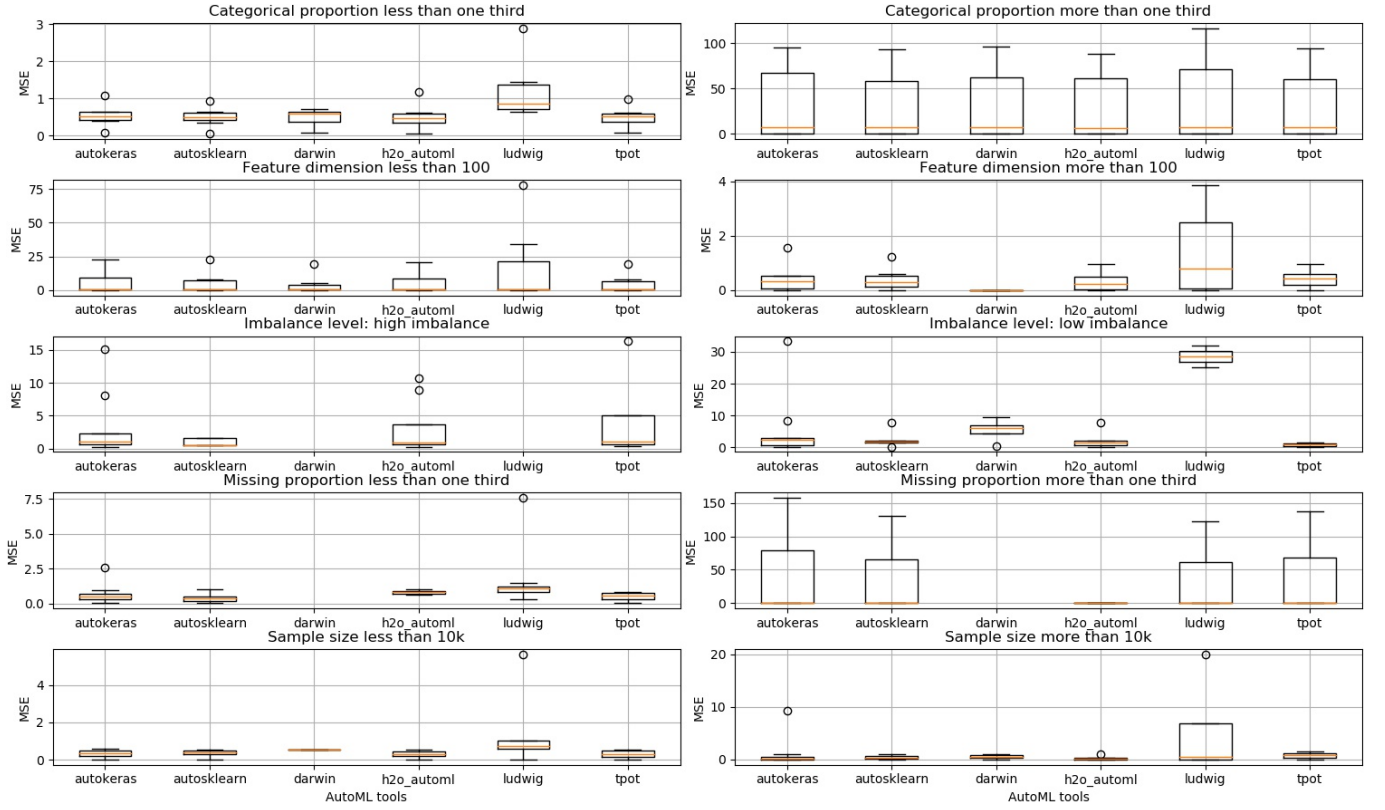 Categorical proportion less than one third
3
2
1
0
MSE
autokeras autosklearn darwin h2o_automl ludwig tpot
Categorical proportion more than one third
100
50
0
MSE
autokeras autosklearn darwin h2o_automl ludwig tpot
Feature dimension less than 100
75
50
25
0
MSE
autokeras autosklearn darwin h2o_automl ludwig tpot
Feature dimension more than 100
4
2
0
MSE
autokeras autosklearn darwin h2o_automl ludwig tpot
Imbalance level: high imbalance
15
10
5
0
MSE
autokeras autosklearn darwin h2o_automl ludwig tpot
Imbalance level: low imbalance
30
20
10
0
MSE
autokeras autosklearn darwin h2o_automl ludwig tpot
Missing proportion less than one third
7.5
5.0
2.5
0.0
MSE
autokeras autosklearn darwin h2o_automl ludwig tpot
Missing proportion more than one third
150
100
50
0
MSE
autokeras autosklearn darwin h2o_automl ludwig tpot
Sample size less than 10k
4
2
0
MSE
autokeras autosklearn darwin h2o_automl ludwig tpot
AutoML tools
Sample size more than 10k
20
10
0
MSE
autokeras autosklearn darwin h2o_automl ludwig tpot
AutoML tools